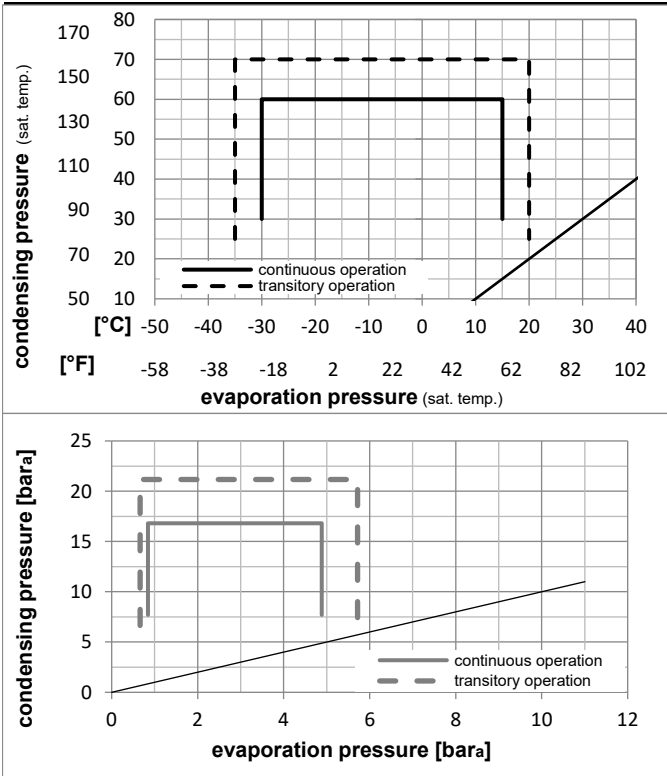 condensing pressure (sat. temp.)
170 80
70
150 60
130 50
110 40
90 30
70 20
50 10
continuous operation
transitory operation
[°C] -50 -40 -30 -20 -10 0 10 20 30 40
[°F] -58 -38 -18 2 22 42 62 82 102
evaporation pressure (sat. temp.)
condensing pressure [bara]
25
20
15
10
5
0
continuous operation
transitory operation
0 2 4 6 8 10 12
evaporation pressure [bara]